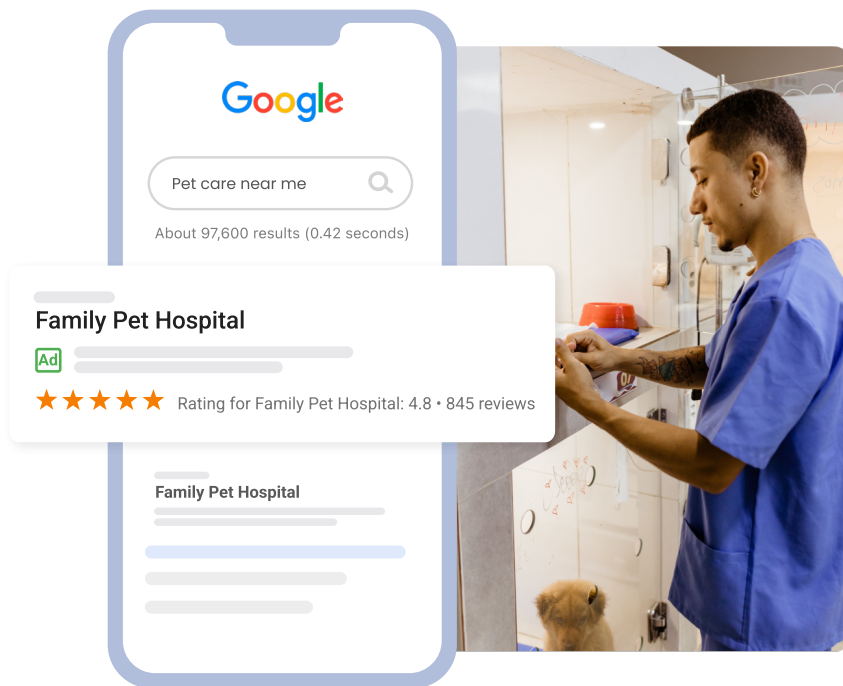 Google
Pet care near me
About 97,600 results (0.42 seconds)
Family Pet Hospital
Ad
Rating for Family Pet Hospital: 4.8 • 845 reviews
Family Pet Hospital